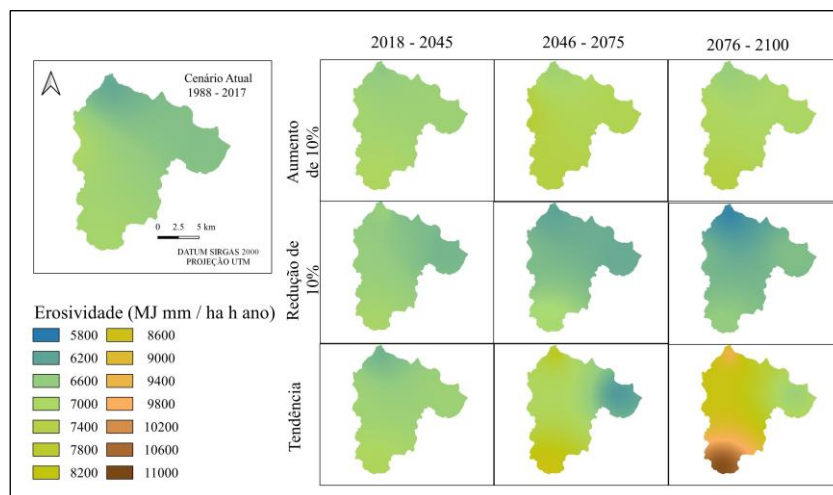 Cenário Atual
1988 - 2017
0 2.5 5 km
DATUM SIRGAS 2000
PROJEÇÃO UTM
2018 - 2045
2046 - 2075
2076 - 2100
Aumento
de 10%
Redução de
10%
Tendência
Erosividade (MJ mm / ha h ano)
5800 8600
6200 9000
6600 9400
7000 9800
7400 10200
7800 10600
8200 11000